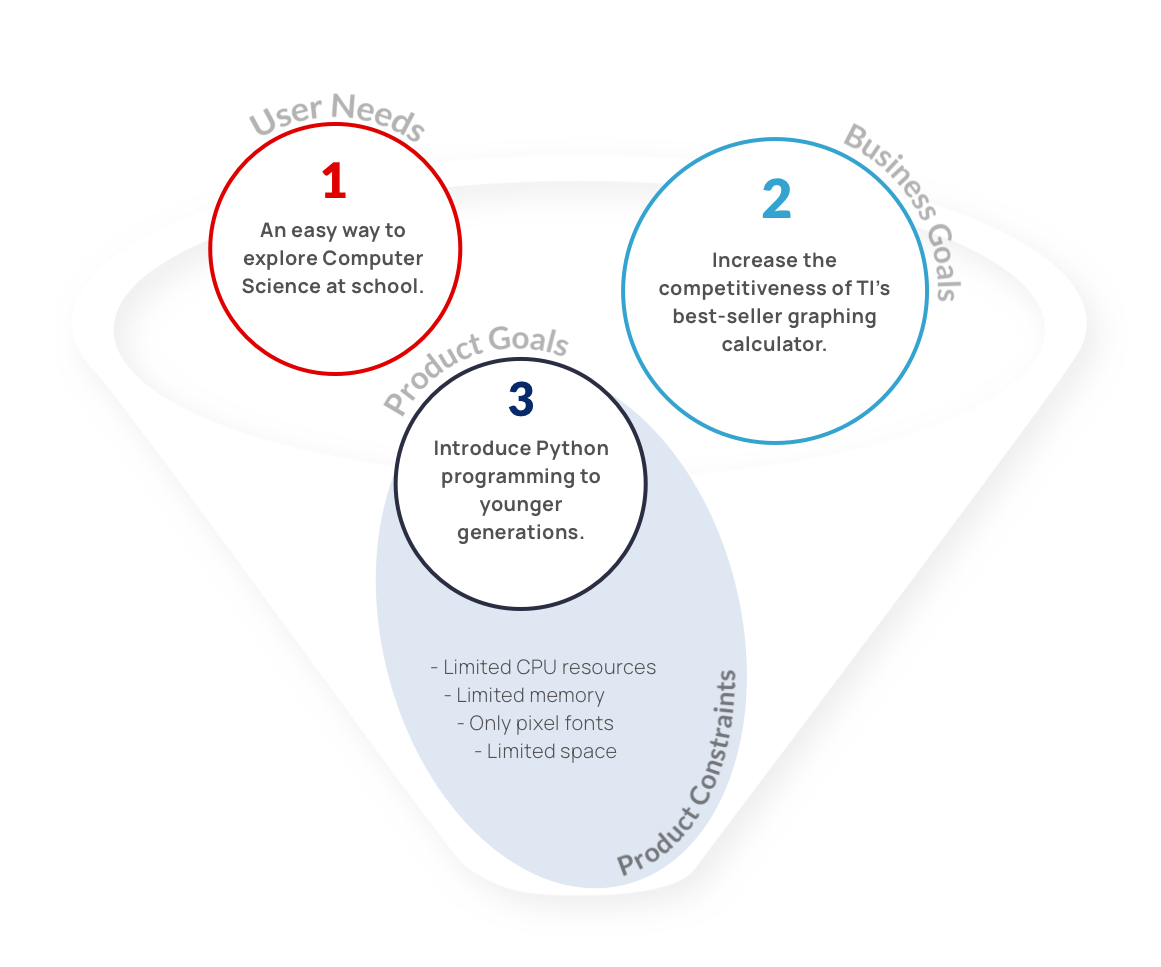 User Needs
1
An easy way to
explore Computer
Science at school.
Business Goals
2
Increase the
competitiveness of TI's
best-seller graphing
calculator.
Product Goals
3
Introduce Python
programming to
younger
generations.
- Limited CPU resources
- Limited memory
- Only pixel fonts
- Limited space
Product Constraints